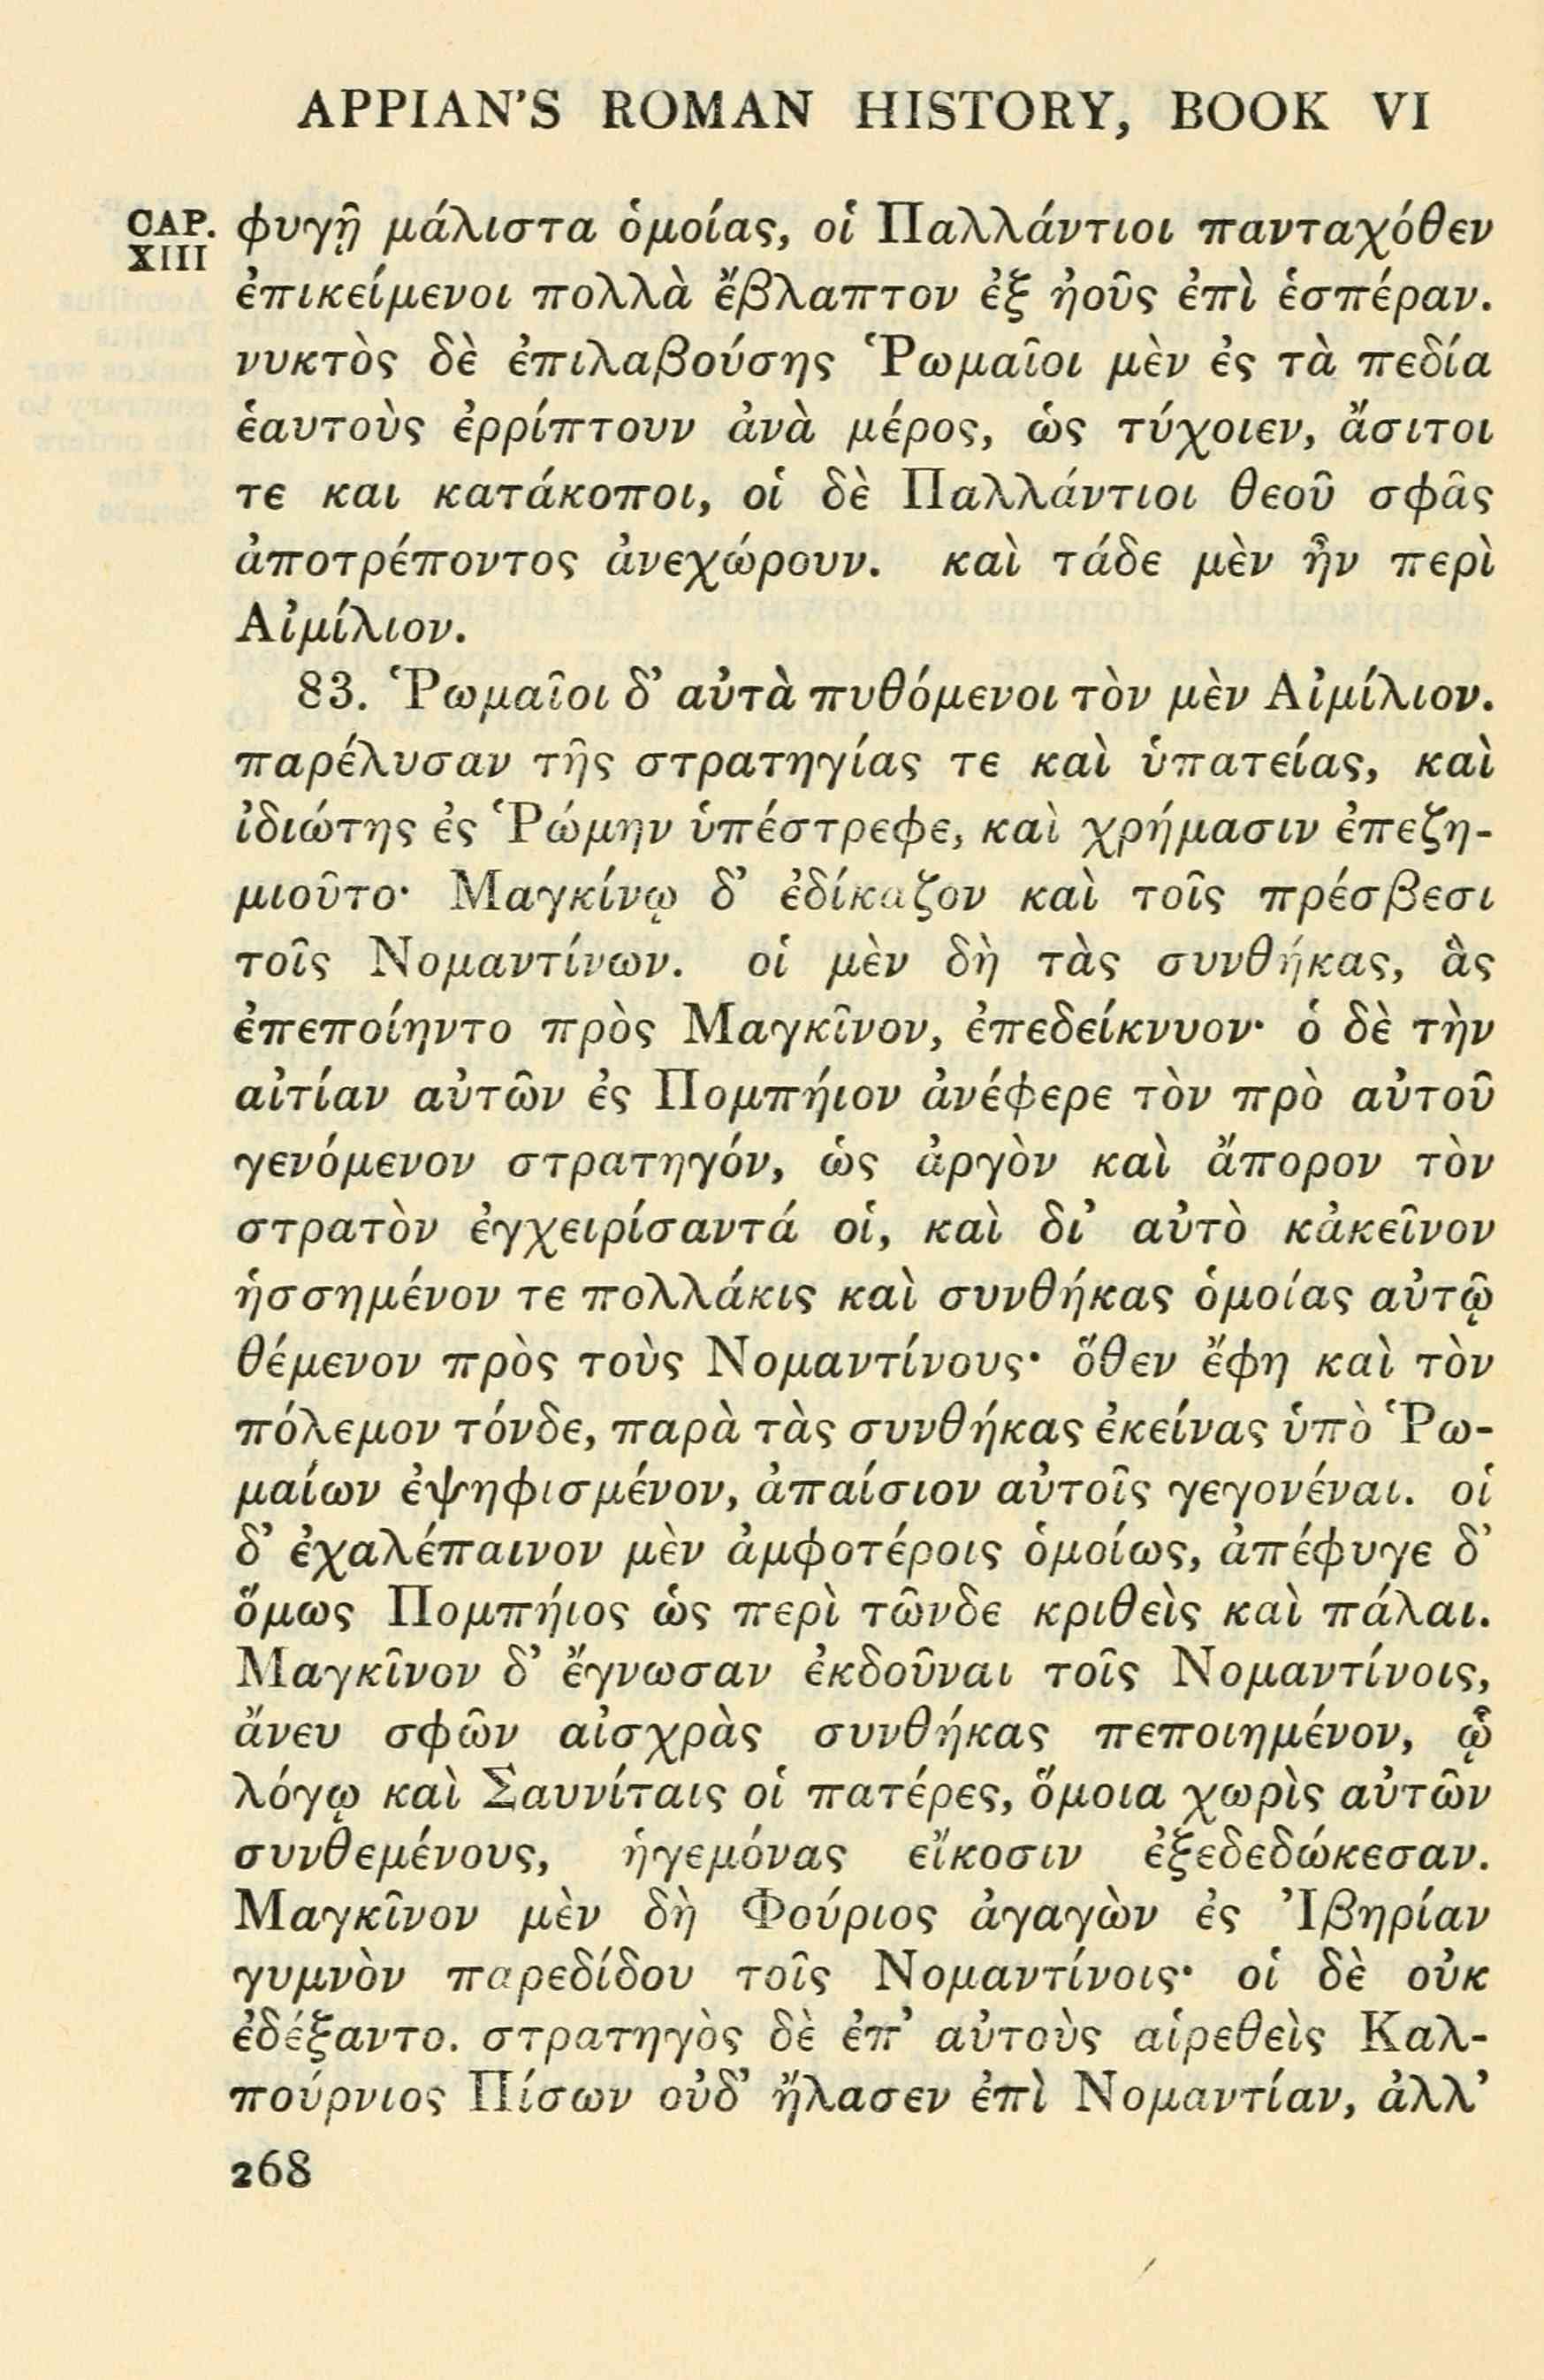 APPIAN'S ROMAN HISTORY, BOOK VI
CAP. XIII φυγῇ μάλιστα ὁμοίας, οἱ Παλλάντιοι πανταχόθεν
ἐπικείμενοι πολλὰ ἔβλαπτον ἐξ ἠοῦς ἐπὶ ἑσπέραν.
νυκτὸς δὲ ἐπιλαβούσης Ῥωμαῖοι μὲν ἐς τὰ πεδία
ἑαυτοὺς ἐρρίπτουν ἀνὰ μέρος, ὡς τύχοιεν, ἄσιτοι
τε και κατάκοποι, οἱ δὲ Παλλάντιοι θεοῦ σφᾶς
ἀποτρέποντος ἀνεχώρουν. καὶ τάδε μὲν ἦν περὶ
Αἰμίλιον.
83. Ῥωμαῖοι δ' αὐτὰ πυθόμενοι τὸν μὲν Αἰμίλιον.
παρέλυσαν τῆς στρατηγίας τε καὶ ὑπατείας, καὶ
ἰδιώτης ἐς Ῥώμην ὑπέστρεφε, καὶ χρήμασιν ἐπεζη-
μιοῦτο· Μαγκίνῳ δ' ἐδίκαζον καὶ τοῖς πρέσβεσι
τοῖς Νομαντίνων. οἱ μὲν δὴ τὰς συνθήκας, ἃς
ἐπεποίηντο πρὸς Μαγκῖνον, ἐπεδείκνυον· ὁ δὲ τὴν
αἰτίαν αὐτῶν ἐς Πομπήιον ἀνέφερε τὸν πρὸ αὐτοῦ
γενόμενον στρατηγόν, ὡς ἀργὸν καὶ ἄπορον τὸν
στρατὸν ἐγχειρίσαντά οἱ, καὶ δι' αὐτὸ κἀκεῖνον
ἡσσημένον τε πολλάκις καὶ συνθήκας ὁμοίας αὐτῷ
θέμενον πρὸς τοὺς Νομαντίνους· ὅθεν ἔφη καὶ τὸν
πόλεμον τόνδε, παρὰ τὰς συνθήκας ἐκείνας ὑπὸ Ῥω-
μαίων ἐψηφισμένον, ἀπαίσιον αὐτοῖς γεγονέναι. οἱ
δ' ἐχαλέπαινον μὲν ἀμφοτέροις ὁμοίως, ἀπέφυγε δ'
ὅμως Πομπήιος ὡς περὶ τῶνδε κριθεὶς καὶ πάλαι.
Μαγκῖνον δ' ἔγνωσαν ἐκδοῦναι τοῖς Νομαντίνοις,
ἄνευ σφῶν αἰσχρὰς συνθήκας πεποιημένον, ᾧ
λόγῳ καὶ Σαυνίταις οἱ πατέρες, ὅμοια χωρὶς αὐτῶν
συνθεμένους, ἡγεμόνας εἴκοσιν ἐξεδεδώκεσαν.
Μαγκῖνον μὲν δὴ Φούριος ἀγαγὼν ἐς Ἰβηρίαν
γυμνὸν παρεδίδου τοῖς Νομαντίνοις· οἱ δὲ οὐκ
ἐδέξαντο. στρατηγὸς δὲ ἐπ' αὐτοὺς αἱρεθεὶς Καλ-
πούρνιος Πίσων οὐδ' ἤλασεν ἐπὶ Νομαντίαν, ἀλλ'
268